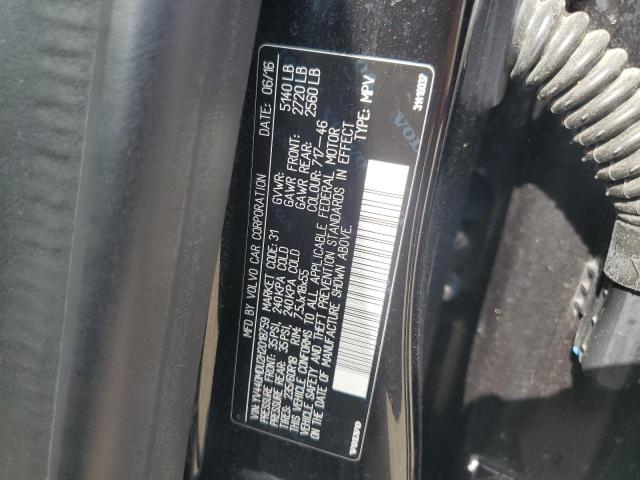 MFD BY VOLVO CAR CORPORATION DATE: 06/16
VIN: YV440MDU2H2018759 MARKET CODE: 31 GVWR: 5140 LB
PRESSURE FRONT: 35PSI, 240KPA COLD GAWR FRONT: 2720 LB
PRESSURE REAR: 35PSI, 240KPA COLD GAWR REAR: 2560 LB
TIRES: 235/60R18 RIM: 7,5Jx18x55 COLOUR: 717-46
THIS VEHICLE CONFORMS TO ALL APPLICABLE FEDERAL MOTOR
VEHICLE SAFETY AND THEFT PREVENTION STANDARDS IN EFFECT
ON THE DATE OF MANUFACTURE SHOWN ABOVE. TYPE: MPV
VOLVO